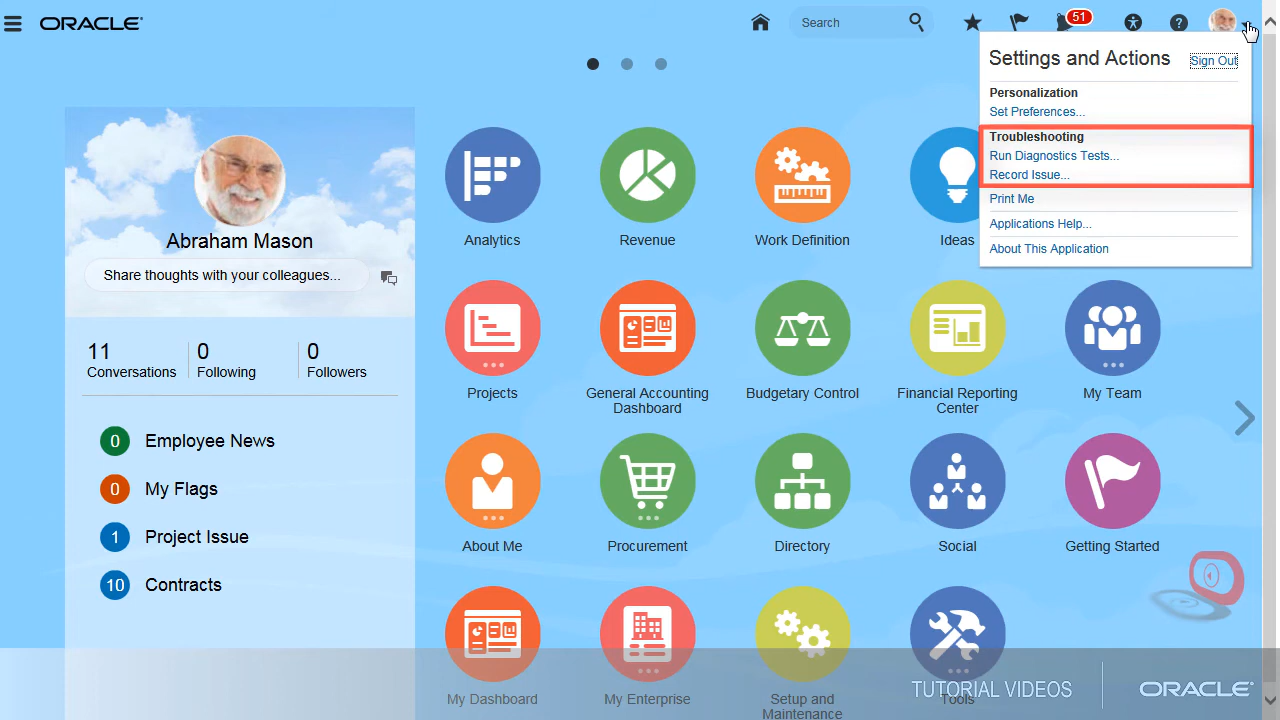 ORACLE
Search
51
Settings and Actions
Sign Out
Personalization
Set Preferences...
Troubleshooting
Run Diagnostics Tests...
Record Issue...
Print Me
Applications Help...
About This Application
Abraham Mason
Share thoughts with your colleagues...
11
Conversations
0
Following
0
Followers
0 Employee News
0 My Flags
1 Project Issue
10 Contracts
Analytics
Revenue
Work Definition
Ideas
Projects
General Accounting
Dashboard
Budgetary Control
Financial Reporting
Center
My Team
About Me
Procurement
Directory
Social
Getting Started
My Dashboard
My Enterprise
Setup and
Maintenance
Tools
TUTORIAL VIDEOS
ORACLE